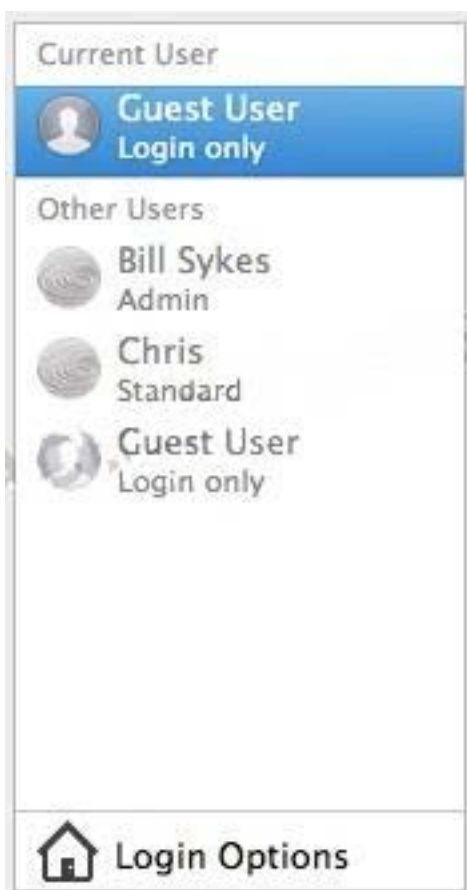 Current User
Guest User
Login only
Other Users
Bill Sykes
Admin
Chris
Standard
Guest User
Login only
Login Options